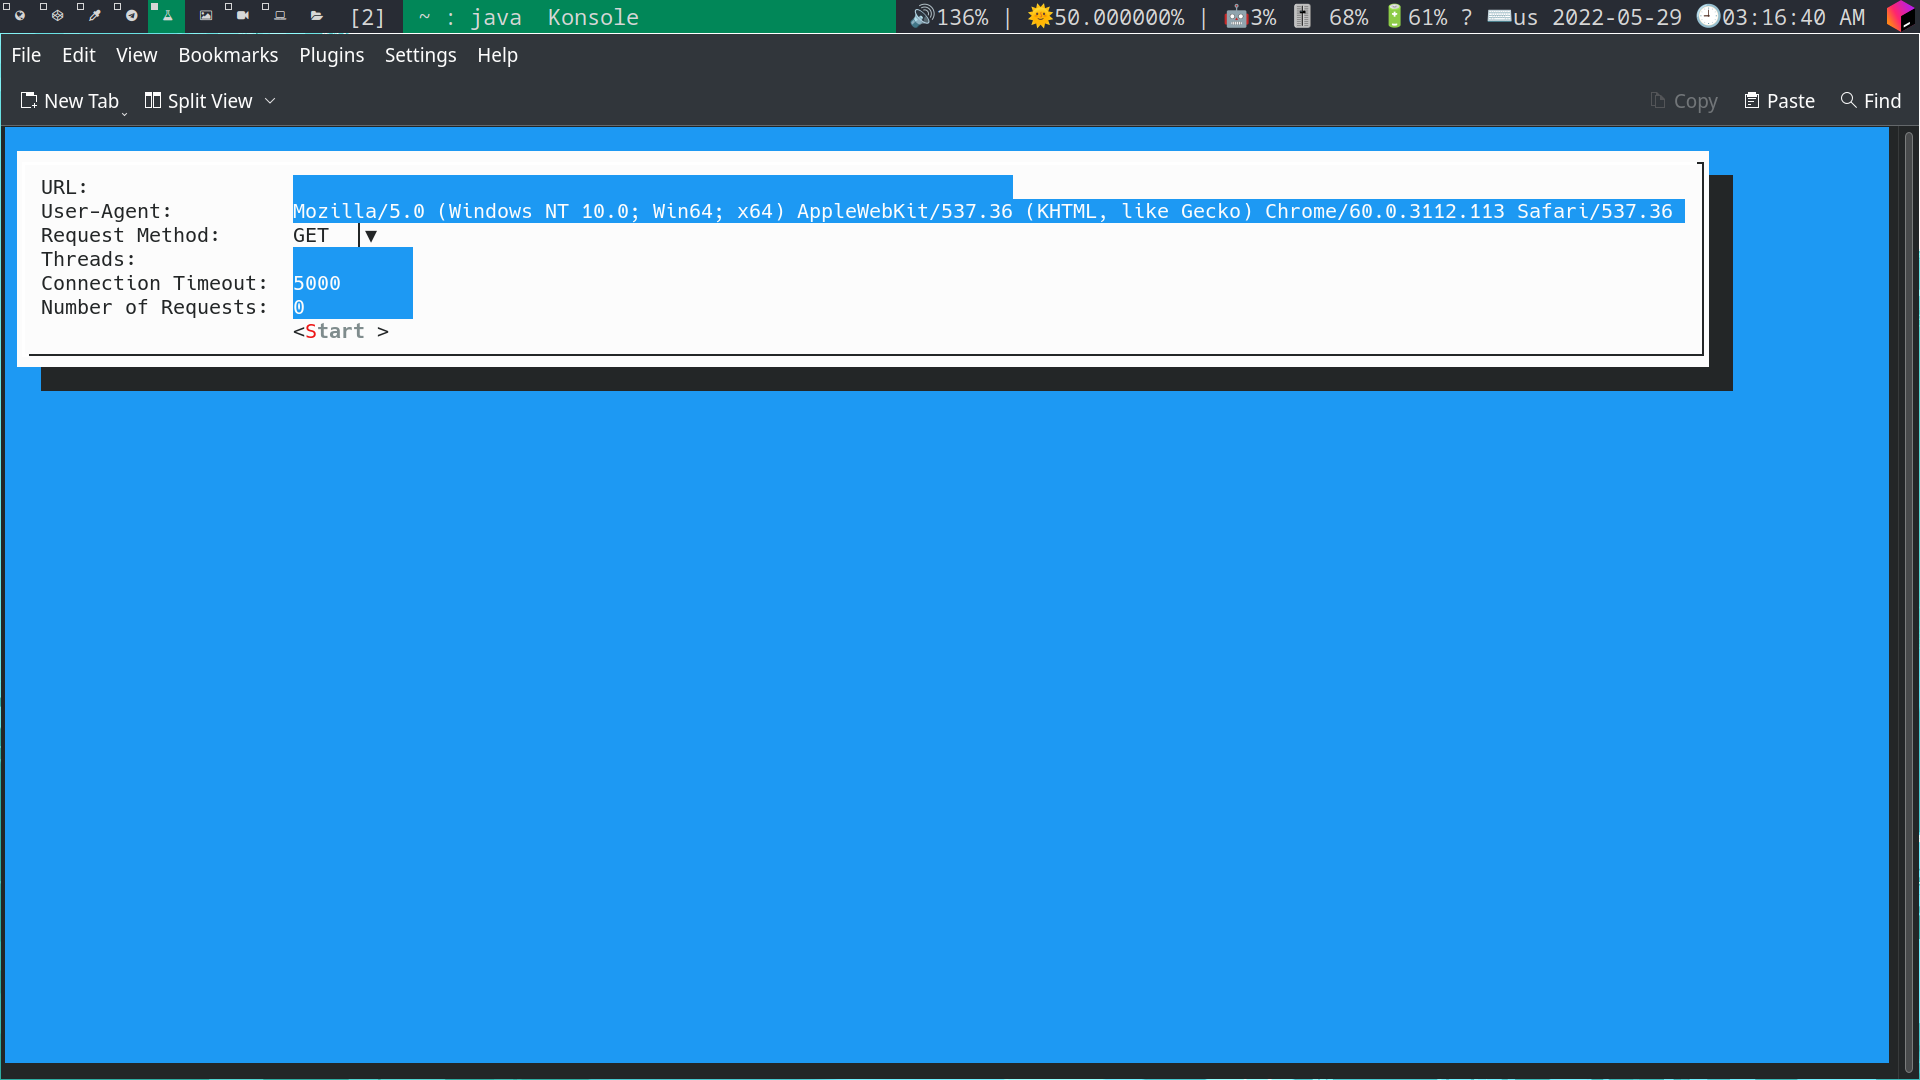 [2] ~ : java Konsole 136% | 50.000000% | 3% 68% 61% ? us 2022-05-29 03:16:40 AM
File Edit View Bookmarks Plugins Settings Help
New Tab Split View Copy Paste Find
URL:
User-Agent: Mozilla/5.0 (Windows NT 10.0; Win64; x64) AppleWebKit/537.36 (KHTML, like Gecko) Chrome/60.0.3112.113 Safari/537.36
Request Method: GET ▼
Threads:
Connection Timeout: 5000
Number of Requests: 0
<Start >